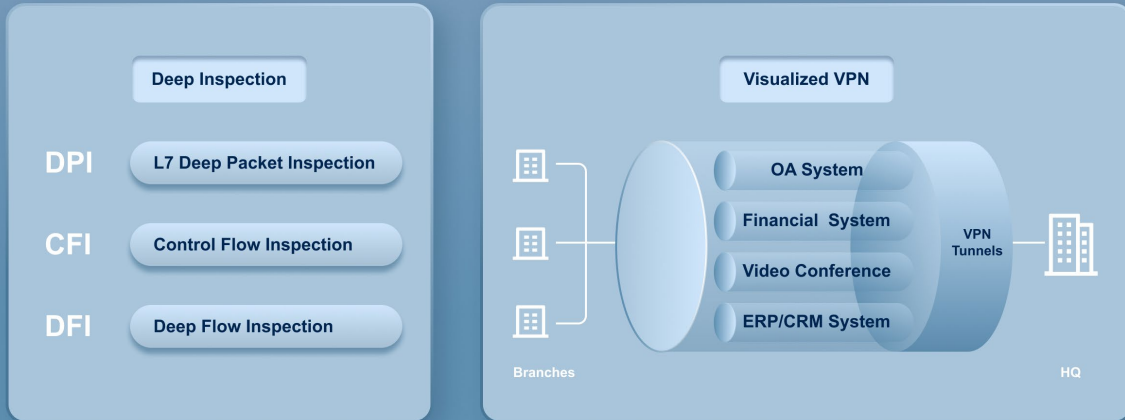 Deep Inspection
DPI
L7 Deep Packet Inspection
CFI
Control Flow Inspection
DFI
Deep Flow Inspection
Visualized VPN
OA System
Financial System
Video Conference
ERP/CRM System
VPN
Tunnels
Branches
HQ